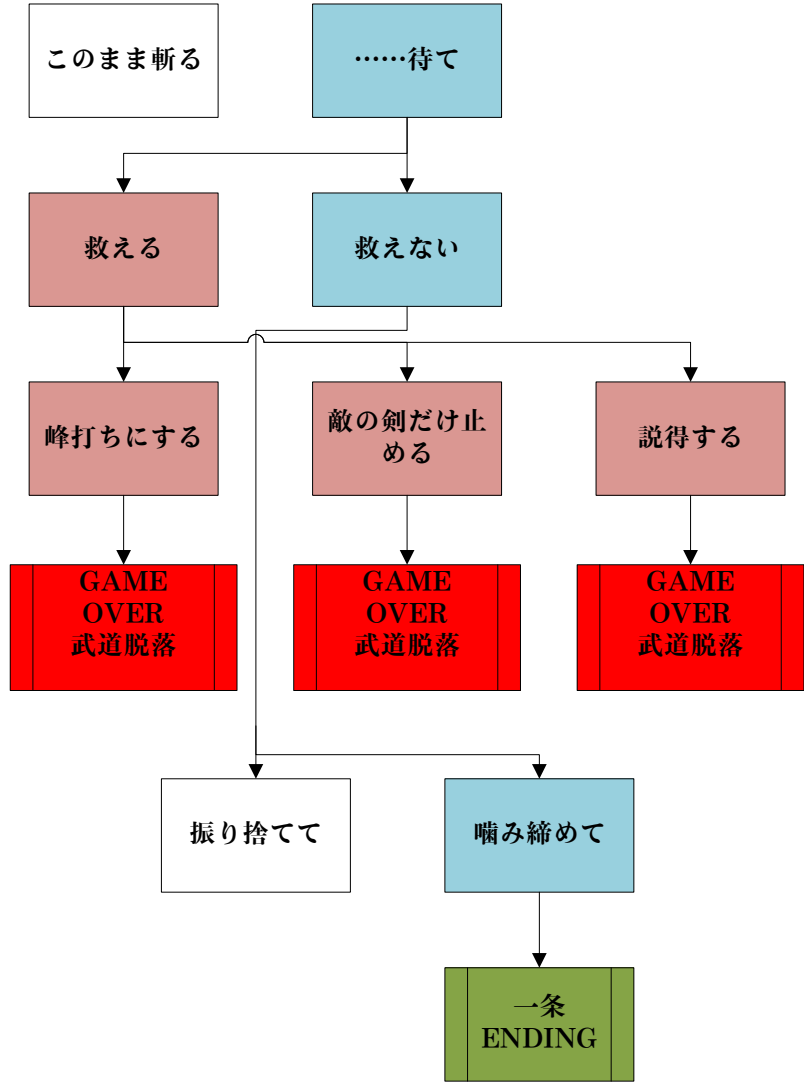 このまま斬る
……待て
救える
救えない
峰打ちにする
敵の剣だけ止
める
説得する
GAME
OVER
武道脱落
GAME
OVER
武道脱落
GAME
OVER
武道脱落
振り捨てて
噛み締めて
一条
ENDING